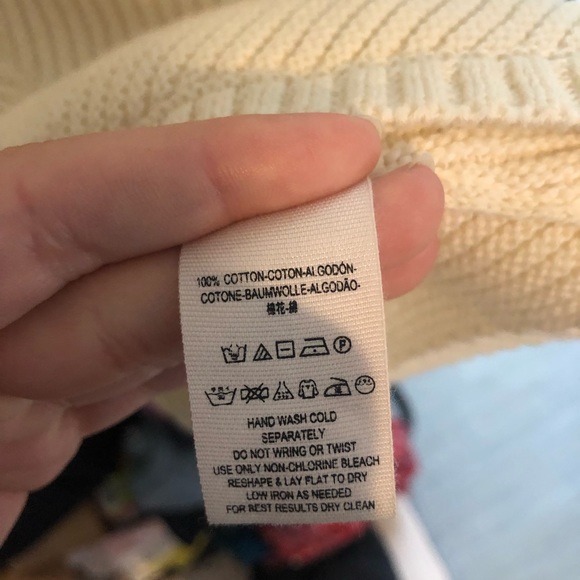 100% COTTON-COTON-ALGODÓN-
COTONE-BAUMWOLLE-ALGODÃO-
棉花-綿
HAND WASH COLD
SEPARATELY
DO NOT WRING OR TWIST
USE ONLY NON-CHLORINE BLEACH
RESHAPE & LAY FLAT TO DRY
LOW IRON AS NEEDED
FOR BEST RESULTS DRY CLEAN